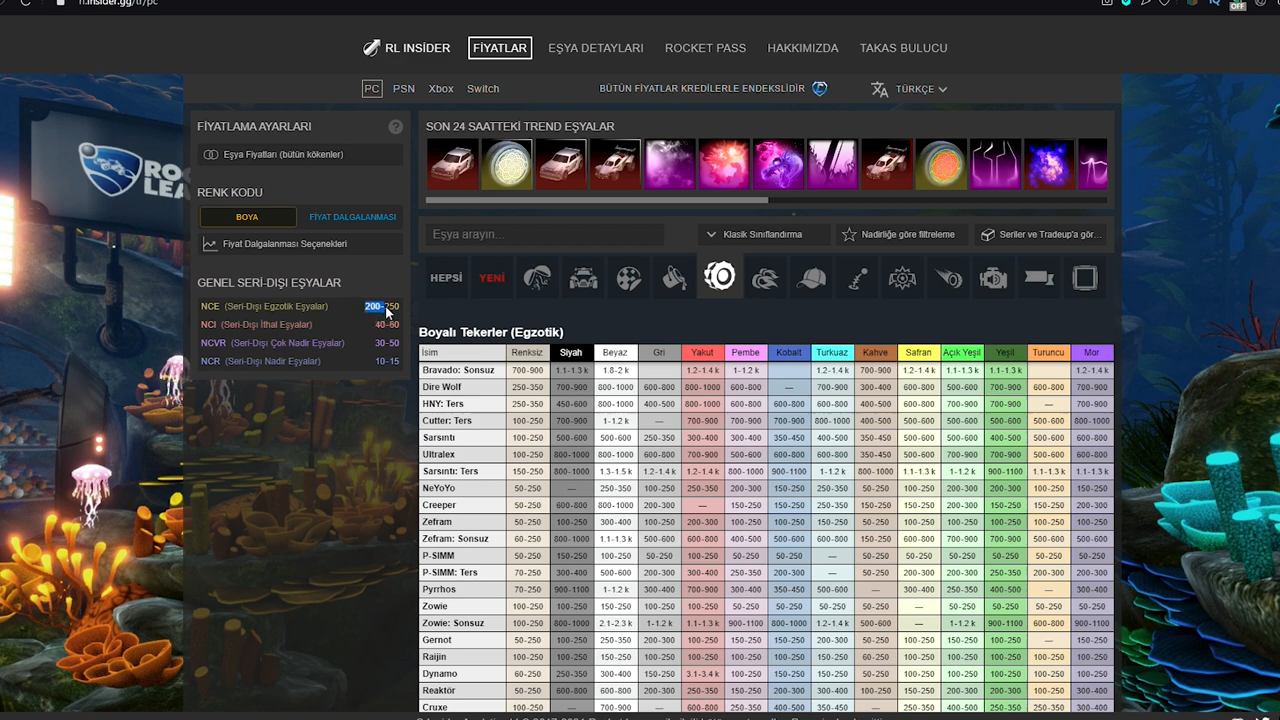 RL INSİDER FİYATLAR EŞYA DETAYLARI ROCKET PASS HAKKIMIZDA TAKAS BULUCU
PC PSN Xbox Switch BÜTÜN FİYATLAR KREDİLERLE ENDEKSLİDİR TÜRKÇE
FİYATLAMA AYARLARI ?
Eşya Fiyatları (bütün kökenler)
RENK KODU
BOYA FİYAT DALGALANMASI
Fiyat Dalgalanması Seçenekleri
GENEL SERİ-DIŞI EŞYALAR
NCE (Seri-Dışı Egzotik Eşyalar) 200-250
NCI (Seri-Dışı İthal Eşyalar) 40-60
NCVR (Seri-Dışı Çok Nadir Eşyalar) 30-50
NCR (Seri-Dışı Nadir Eşyalar) 10-15
SON 24 SAATTEKİ TREND EŞYALAR
Eşya arayın... Klasik Sınıflandırma Nadirliğe göre filtreleme Seriler ve Tradeup'a gör...
HEPSİ YENİ
Boyalı Tekerler (Egzotik)
İsim Renksiz Siyah Beyaz Gri Yakut Pembe Kobalt Turkuaz Kahve Safran Açık Yeşil Yeşil Turuncu Mor
Bravado: Sonsuz 700-900 1.1-1.3 k 1.8-2 k 1.2-1.4 k 1-1.2 k 1.2-1.4 k 700-900 1.2-1.4 k 1.1-1.3 k 1.1-1.3 k 1.2-1.4 k
Dire Wolf 250-350 700-900 800-1000 600-800 800-1000 600-800 — 700-900 300-400 600-800 500-700 700-900 600-800 700-900
HNY: Ters 250-350 450-600 800-1000 400-500 800-1000 600-800 600-800 600-800 400-500 600-800 700-900 700-900 — 700-900
Cutter: Ters 100-250 700-900 1-1.2 k — 700-900 700-900 700-900 800-1000 400-500 500-600 500-600 700-900 500-600 800-1000
Sarsıntı 100-250 500-600 500-600 250-350 300-400 300-400 350-450 400-500 300-400 500-600 500-600 400-500 500-600 600-800
Ultralex 100-250 800-1000 800-1000 600-800 700-900 500-600 600-800 600-800 350-450 600-800 500-600 700-900 500-600 600-800
Sarsıntı: Ters 150-250 800-1000 1.3-1.5 k 1.2-1.4 k 1.2-1.4 k 800-1000 900-1100 1-1.2 k 800-1000 1.1-1.3 k 1-1.2 k 900-1100 1.1-1.3 k 1.1-1.3 k
NeYoYo 50-250 — 250-350 100-250 250-350 200-300 150-250 250-350 50-250 100-250 200-300 200-300 100-250 150-250
Creeper 50-250 600-800 800-1000 200-300 — 150-250 150-250 250-350 50-250 150-250 200-300 150-250 150-250 150-250
Zefram 50-250 100-250 300-400 100-250 200-300 100-250 100-250 150-250 50-250 100-250 150-250 100-250 100-250 100-250
Zefram: Sonsuz 60-250 800-1000 1.1-1.3 k 500-600 600-800 400-500 500-600 600-800 200-300 500-600 700-900 700-900 500-600 500-600
P-SIMM 50-250 150-250 100-250 50-250 100-250 50-250 50-250 — 50-250 50-250 50-250 50-250 50-250 50-250
P-SIMM: Ters 70-250 300-400 500-600 200-300 300-400 250-350 200-300 — 50-250 200-300 200-300 250-350 200-300 200-300
Pyrrhos 70-250 900-1100 1-1.2 k 300-400 700-900 300-400 350-450 500-600 — 300-400 250-350 400-500 — 300-400
Zowie 100-250 100-250 150-250 100-250 100-250 50-250 50-250 50-250 50-250 — 50-250 50-250 50-250 50-250
Zowie: Sonsuz 100-250 800-1000 2.1-2.3 k 1-1.2 k 1.1-1.3 k 900-1100 800-1000 1.2-1.4 k 500-600 — 1-1.2 k 900-1100 600-800 900-1100
Gernot 100-250 100-250 250-350 200-300 100-250 150-250 100-250 200-300 50-250 100-250 150-250 100-250 — 150-250
Raijin 100-250 100-250 150-250 100-250 100-250 100-250 100-250 150-250 60-250 100-250 100-250 100-250 100-250 100-250
Dynamo 60-250 250-350 300-400 150-250 3.1-3.4 k 150-250 100-250 150-250 50-250 100-250 150-250 150-250 100-250 100-250
Reaktör 50-250 600-800 600-800 200-300 250-350 150-250 200-300 300-400 100-250 200-300 250-350 250-350 150-250 200-300